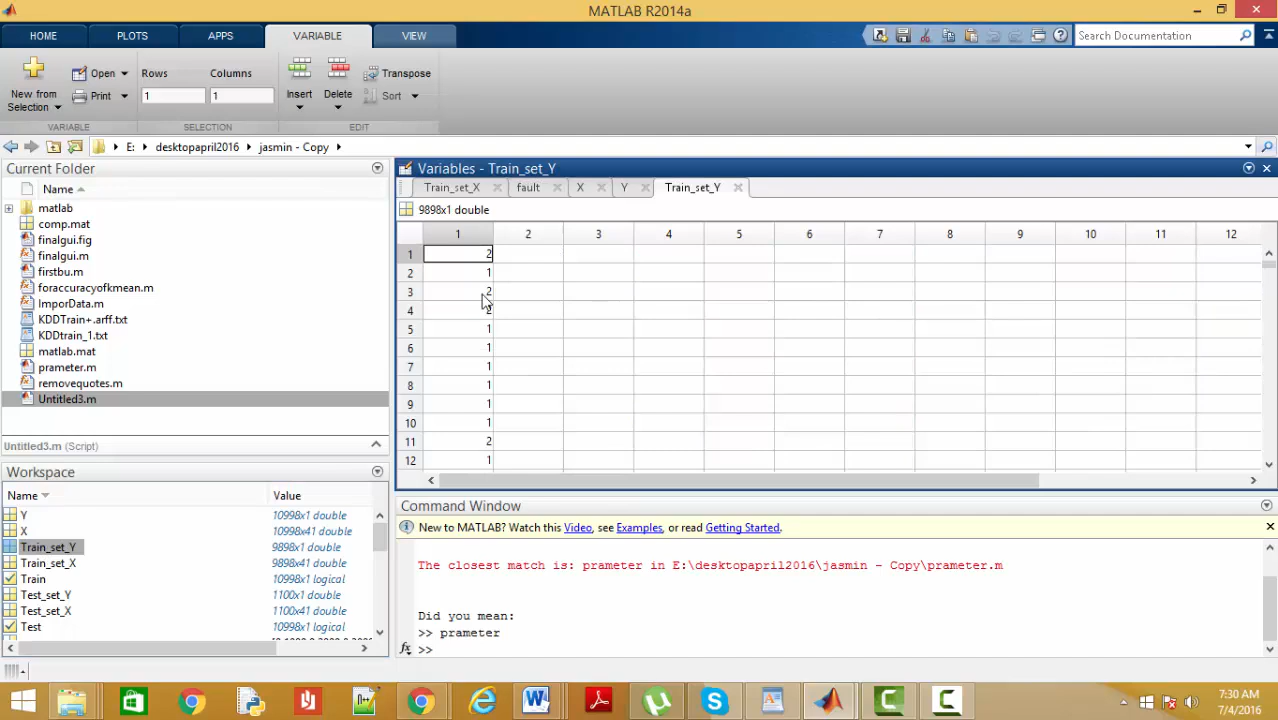 MATLAB R2014a
HOME PLOTS APPS VARIABLE VIEW Search Documentation
New from Selection Open Print Rows Columns 1 1 Insert Delete Transpose Sort
VARIABLE SELECTION EDIT
E: desktopapril2016 jasmin - Copy
Current Folder
Name
matlab
comp.mat
finalgui.fig
finalgui.m
firstbu.m
foraccuracyofkmean.m
ImporData.m
KDDTrain+.arff.txt
KDDtrain_1.txt
matlab.mat
prameter.m
removequotes.m
Untitled3.m
Untitled3.m (Script)
Workspace
Name Value
Y 10998x1 double
X 10998x41 double
Train_set_Y 9898x1 double
Train_set_X 9898x41 double
Train 10998x1 logical
Test_set_Y 1100x1 double
Test_set_X 1100x41 double
Test 10998x1 logical
Variables - Train_set_Y
Train_set_X fault X Y Train_set_Y
9898x1 double
1 2 3 4 5 6 7 8 9 10 11 12
1 2
2 1
3 2
4 2
5 1
6 1
7 1
8 1
9 1
10 1
11 2
12 1
Command Window
New to MATLAB? Watch this Video, see Examples, or read Getting Started.
The closest match is: prameter in E:\desktopapril2016\jasmin - Copy\prameter.m
Did you mean:
>> prameter
fx >>
7:30 AM
7/4/2016